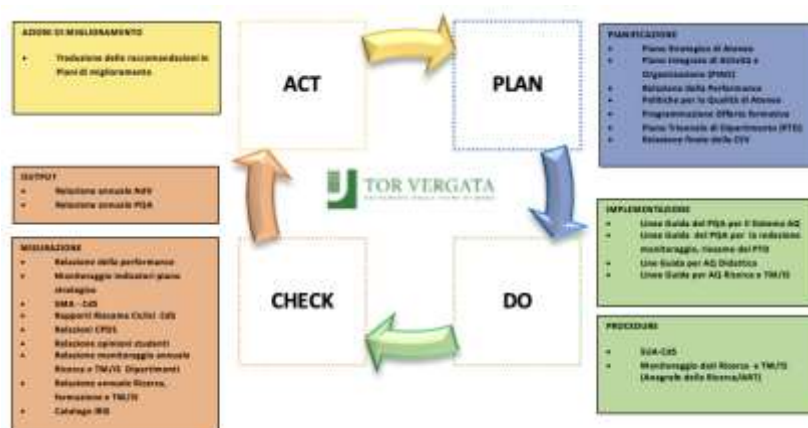 AZIONI DI MIGLIORAMENTO
Traduzione delle raccomandazioni in
Piani di miglioramento
ACT
PLAN
PIANIFICAZIONE
Piano Strategico di Ateneo
Piano Integrato di Attività e
Organizzazione (PIAO)
Relazione della Performance
Politiche per la Qualità di Ateneo
Programmazione Offerta formativa
Piano Triennale di Dipartimento (PTD)
Relazione finale della
OUTPUT
Relazione annuale NdV
Relazione annuale PQA
TOR VERGATA
IMPLEMENTAZIONE
Linee Guida del PQA per il Sistema AQ
Linee Guida del PQA per la redazione
monitoraggio, riesame del PTD
Guida per AQ Didattica
Linee Guida per AQ Ricerca e TM/IS
MISURAZIONE
Relazione della performance
Monitoraggio indicatori piano
strategico
SMA - CdS
Rapporti Riesame Ciclici CdS
Relazioni CPDS
Relazione opinioni studenti
Relazione monitoraggio annuale
Ricerca e TM/IS Dipartimenti
Relazione annuale Ricerca,
formazione e TM/IS
Catalogo IRIS
CHECK
DO
PROCEDURE
SUA-CdS
Monitoraggio dati Ricerca e TM/IS
(Anagrafe della Ricerca/ART)